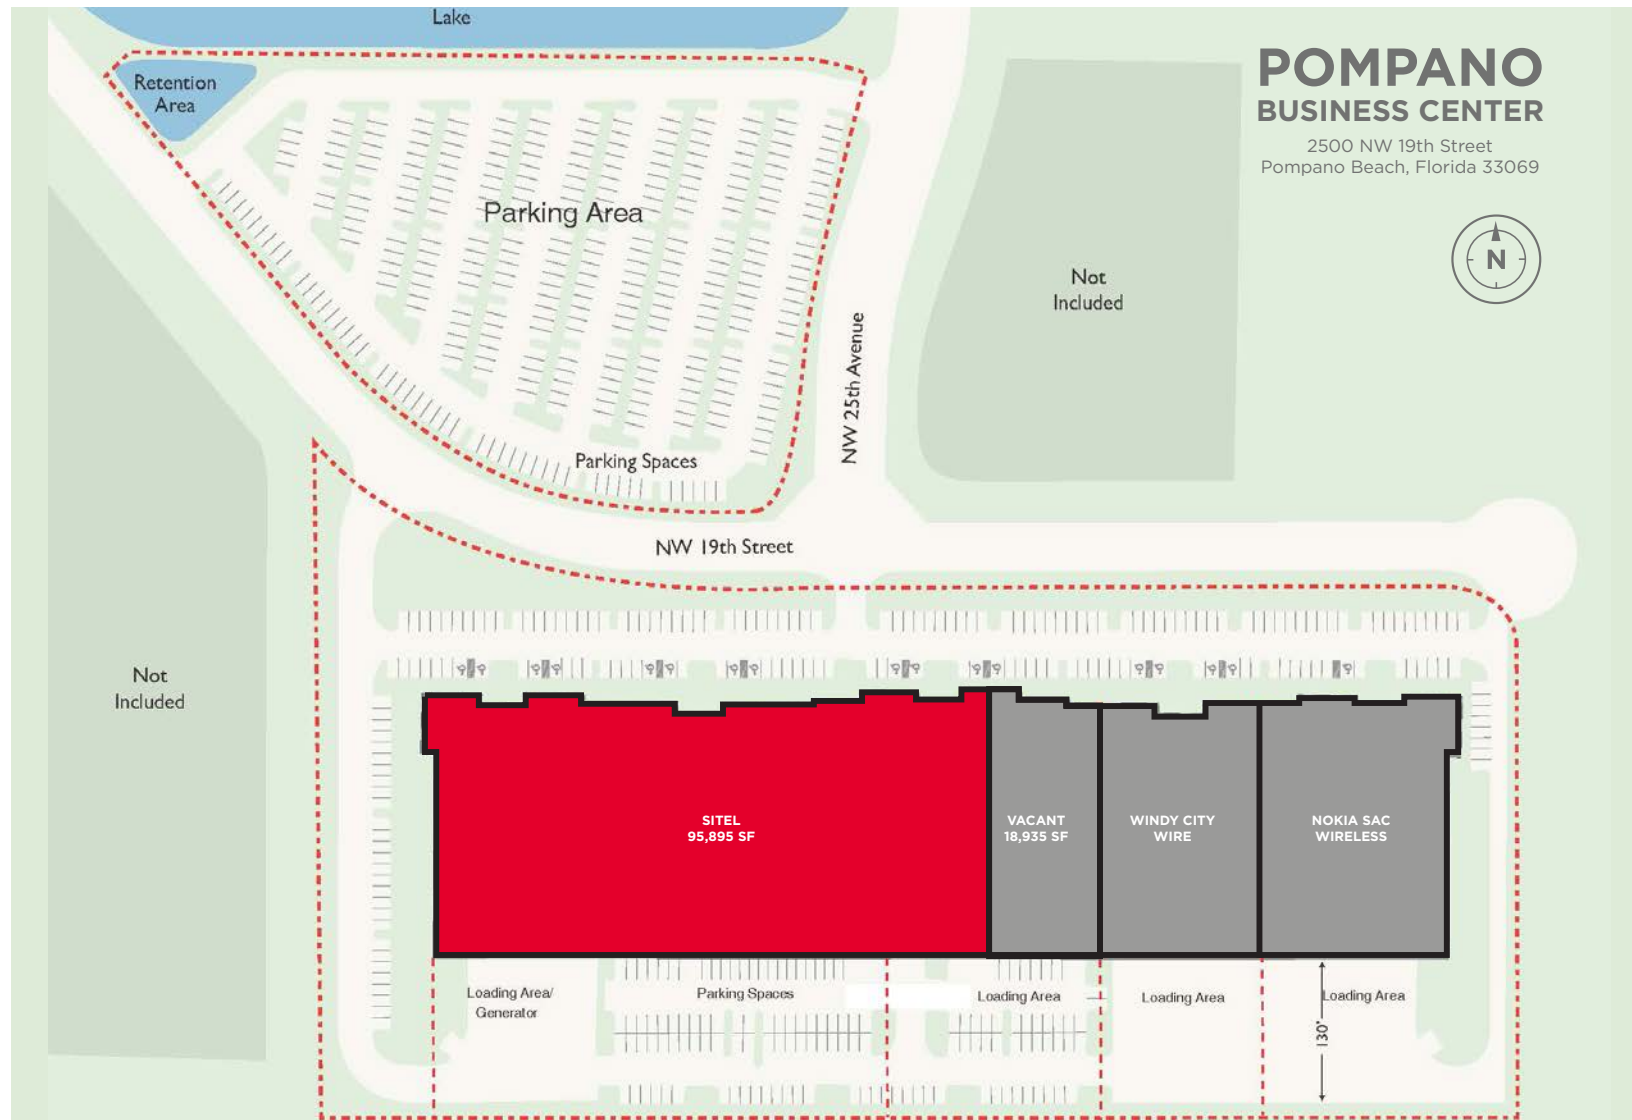 Lake
Retention
Area
POMPANO
BUSINESS CENTER
2500 NW 19th Street
Pompano Beach, Florida 33069
N
Parking Area
Not
Included
NW 25th Avenue
Parking Spaces
NW 19th Street
Not
Included
SITEL
95,895 SF
VACANT
18,935 SF
WINDY CITY
WIRE
NOKIA SAC
WIRELESS
Loading Area/
Generator
Parking Spaces
Loading Area
Loading Area
Loading Area
130'